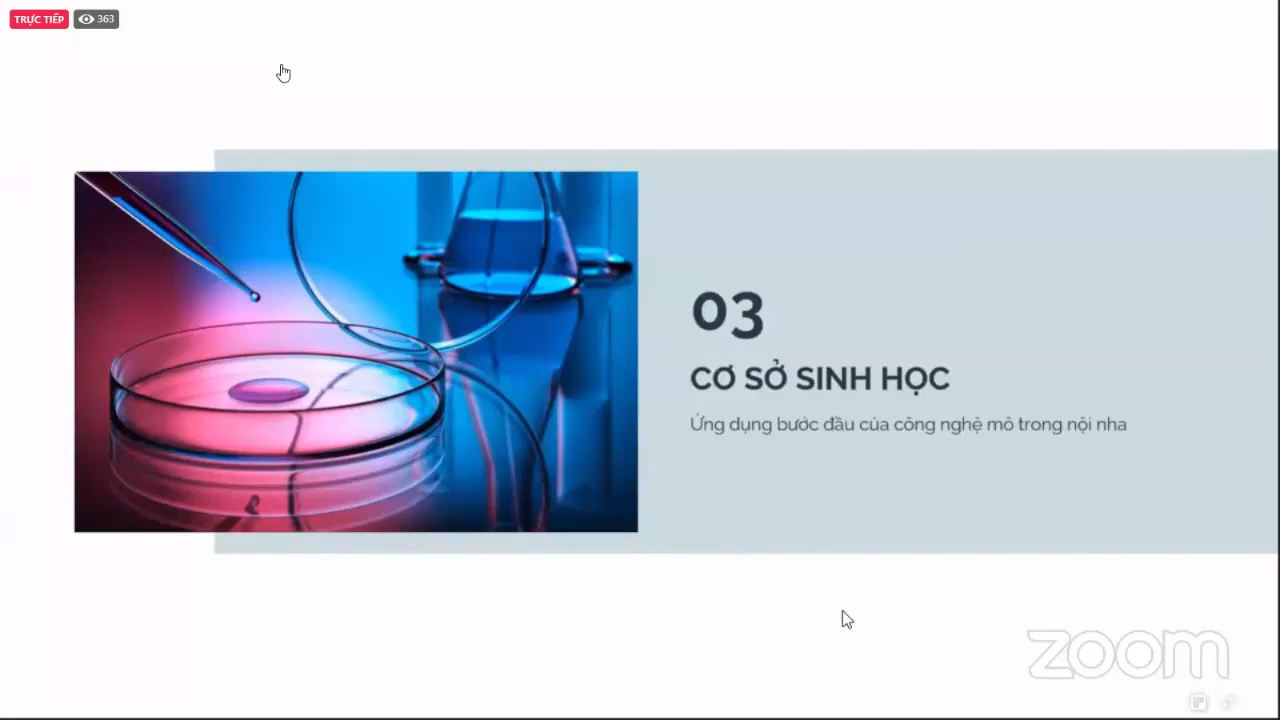 TRỰC TIẾP 363
03
CƠ SỞ SINH HỌC
Ứng dụng bước đầu của công nghệ mô trong nội nha
zoom